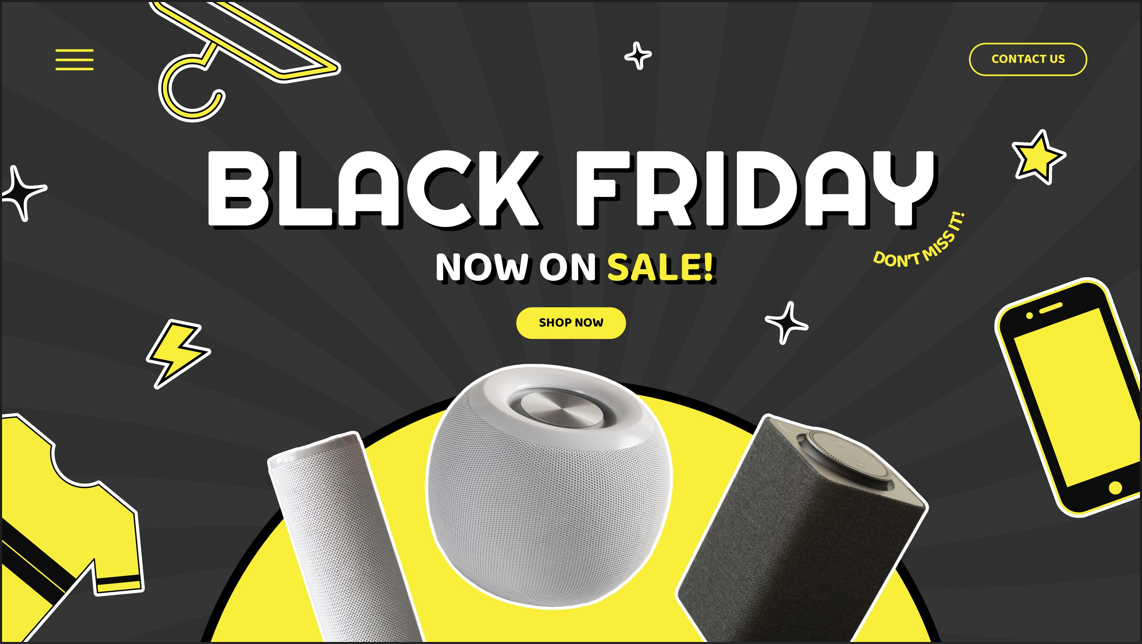 CONTACT US
BLACK FRIDAY
DON'T MISS IT!
NOW ON SALE!
SHOP NOW